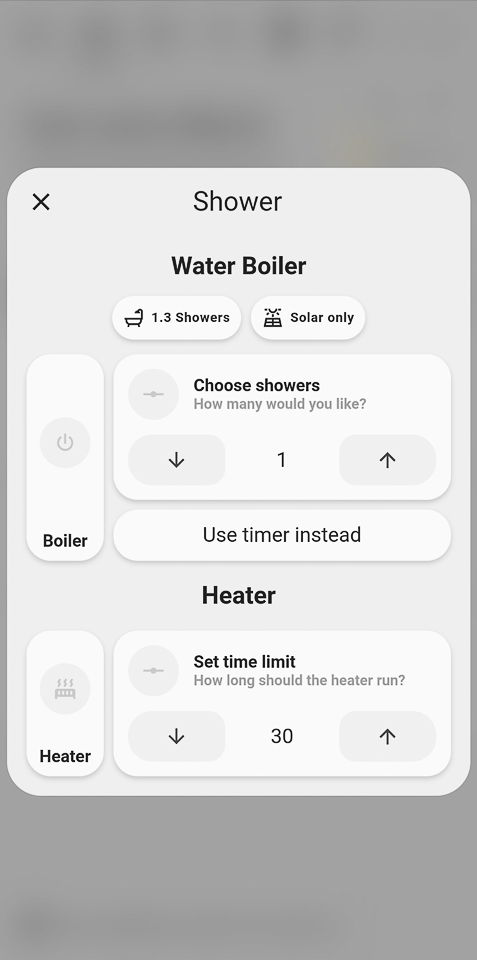 Shower
Water Boiler
1.3 Showers
Solar only
Choose showers
How many would you like?
1
Boiler
Use timer instead
Heater
Set time limit
How long should the heater run?
30
Heater